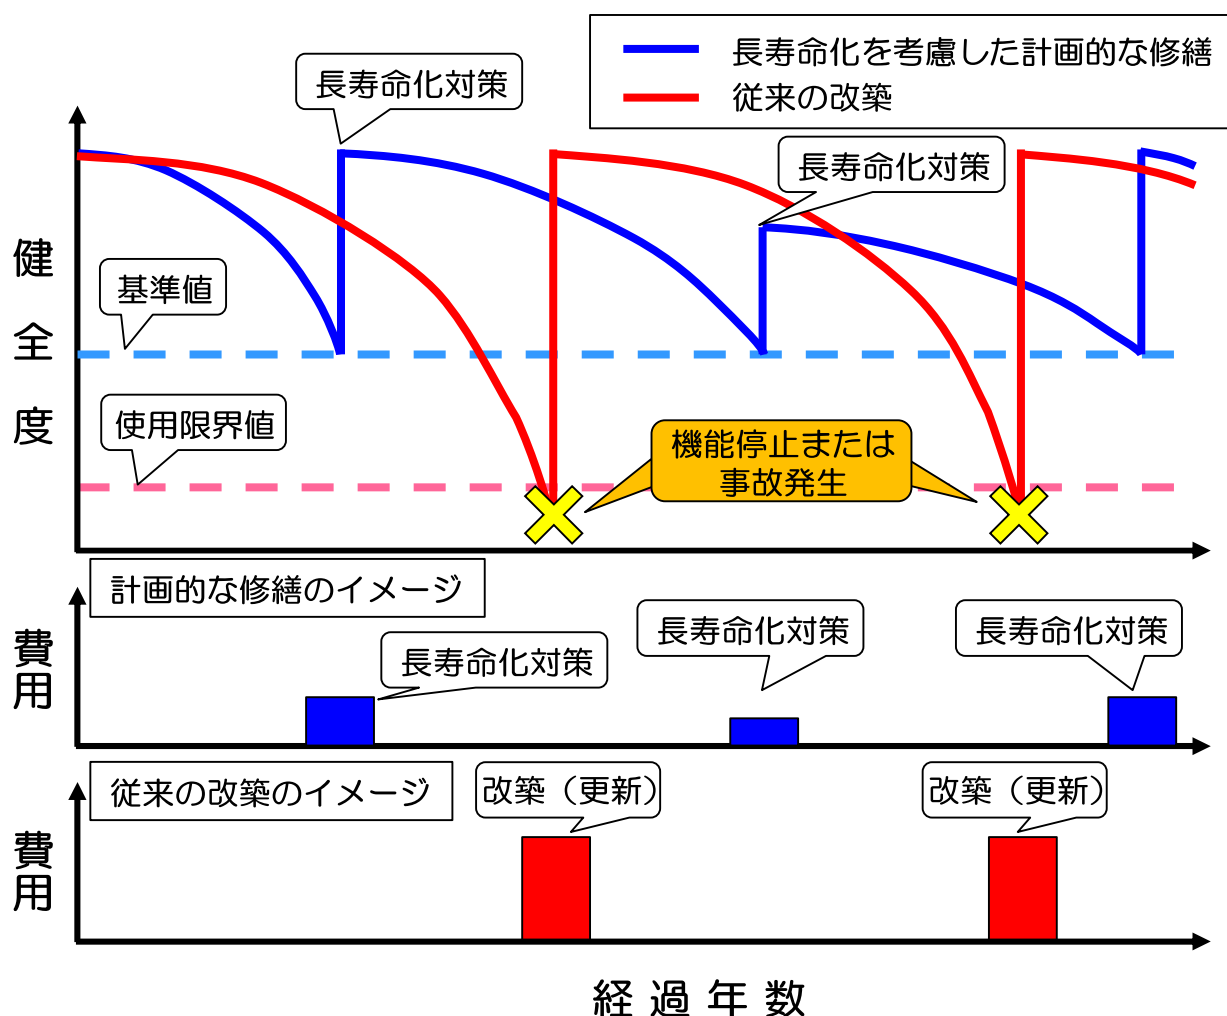 長寿命化を考慮した計画的な修繕
従来の改築
長寿命化対策
長寿命化対策
健全度
基準値
使用限界値
機能停止または
事故発生
計画的な修繕のイメージ
費用
長寿命化対策
長寿命化対策
長寿命化対策
従来の改築のイメージ
費用
改築（更新）
改築（更新）
経過年数